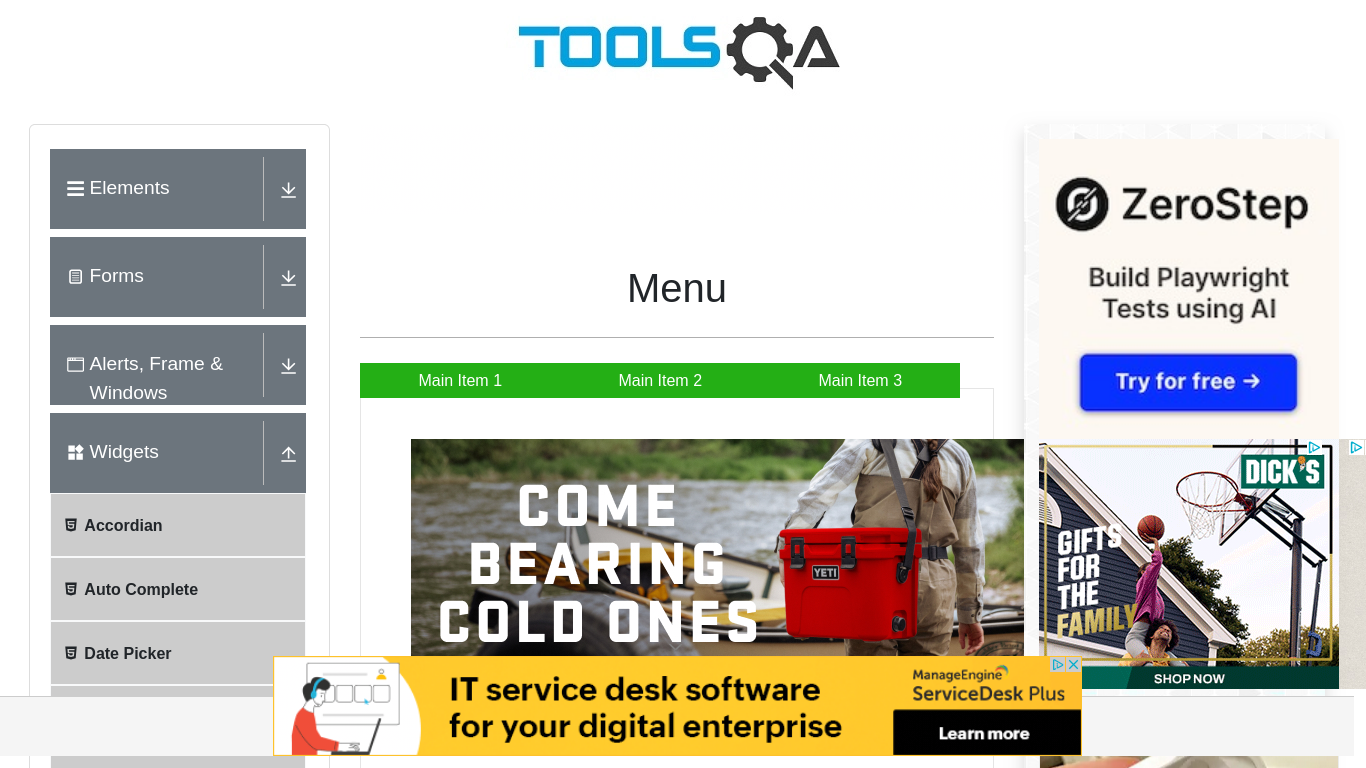 TOOLSQA
Elements
Forms
Alerts, Frame &
Windows
Widgets
Accordian
Auto Complete
Date Picker
Menu
Main Item 1
Main Item 2
Main Item 3
COME
BEARING
COLD ONES
YETI
ZeroStep
Build Playwright
Tests using AI
Try for free →
DICK'S
GIFTS
FOR
THE
FAMILY
SHOP NOW
IT service desk software
for your digital enterprise
ManageEngine
ServiceDesk Plus
Learn more